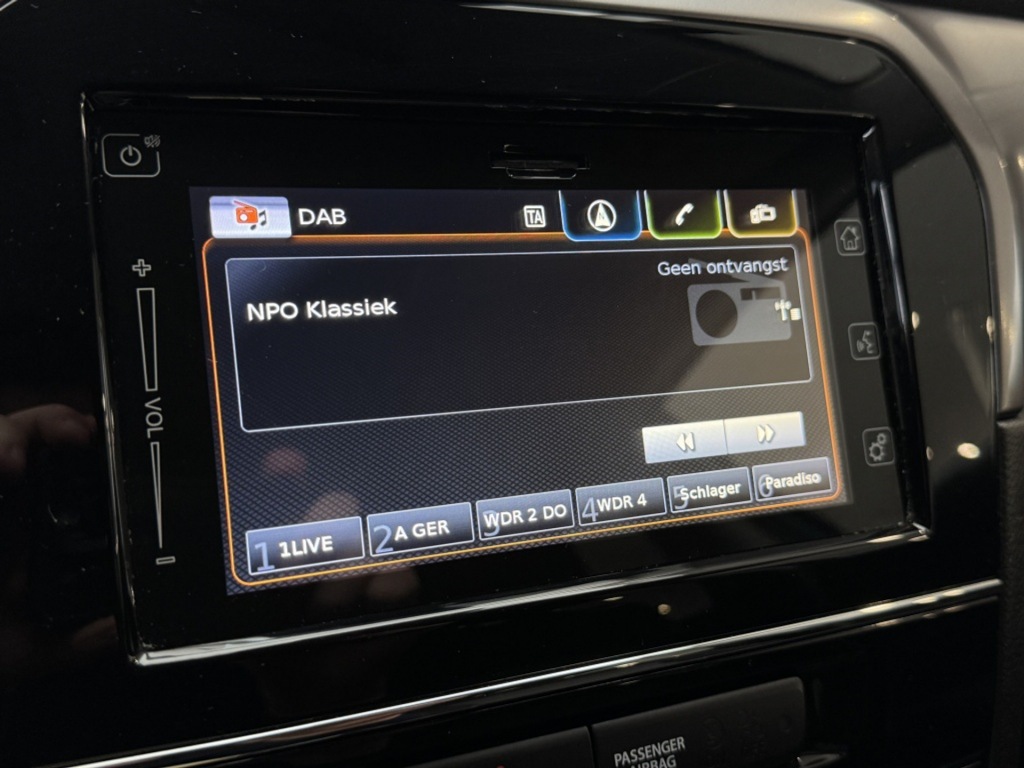 DAB
TA
Geen ontvangst
NPO Klassiek
+
VOL
−
1 1LIVE
2 A GER
3 WDR 2 DO
4 WDR 4
5 Schlager
6 Paradiso
PASSENGER
AIRBAG